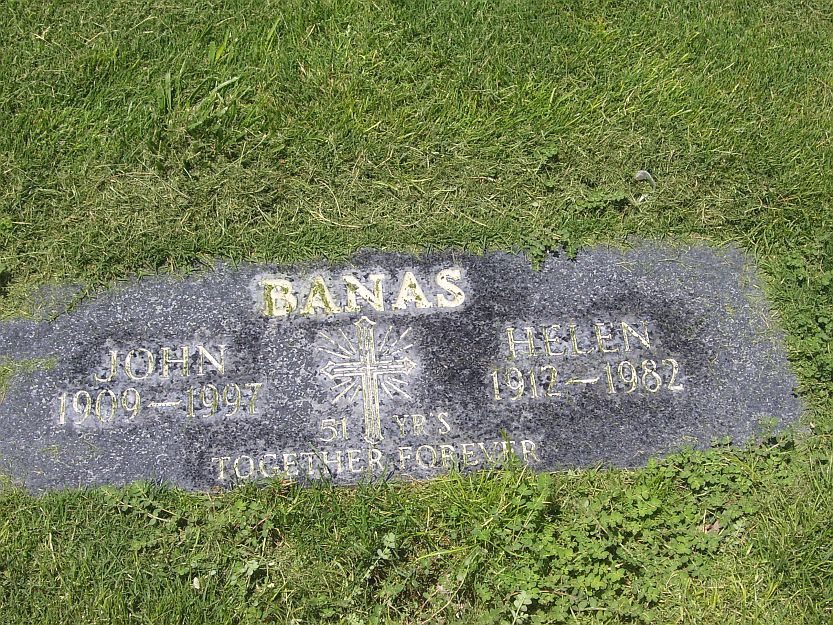 BANAS
JOHN
1909–1997
HELEN
1912–1982
51 YR'S
TOGETHER FOREVER